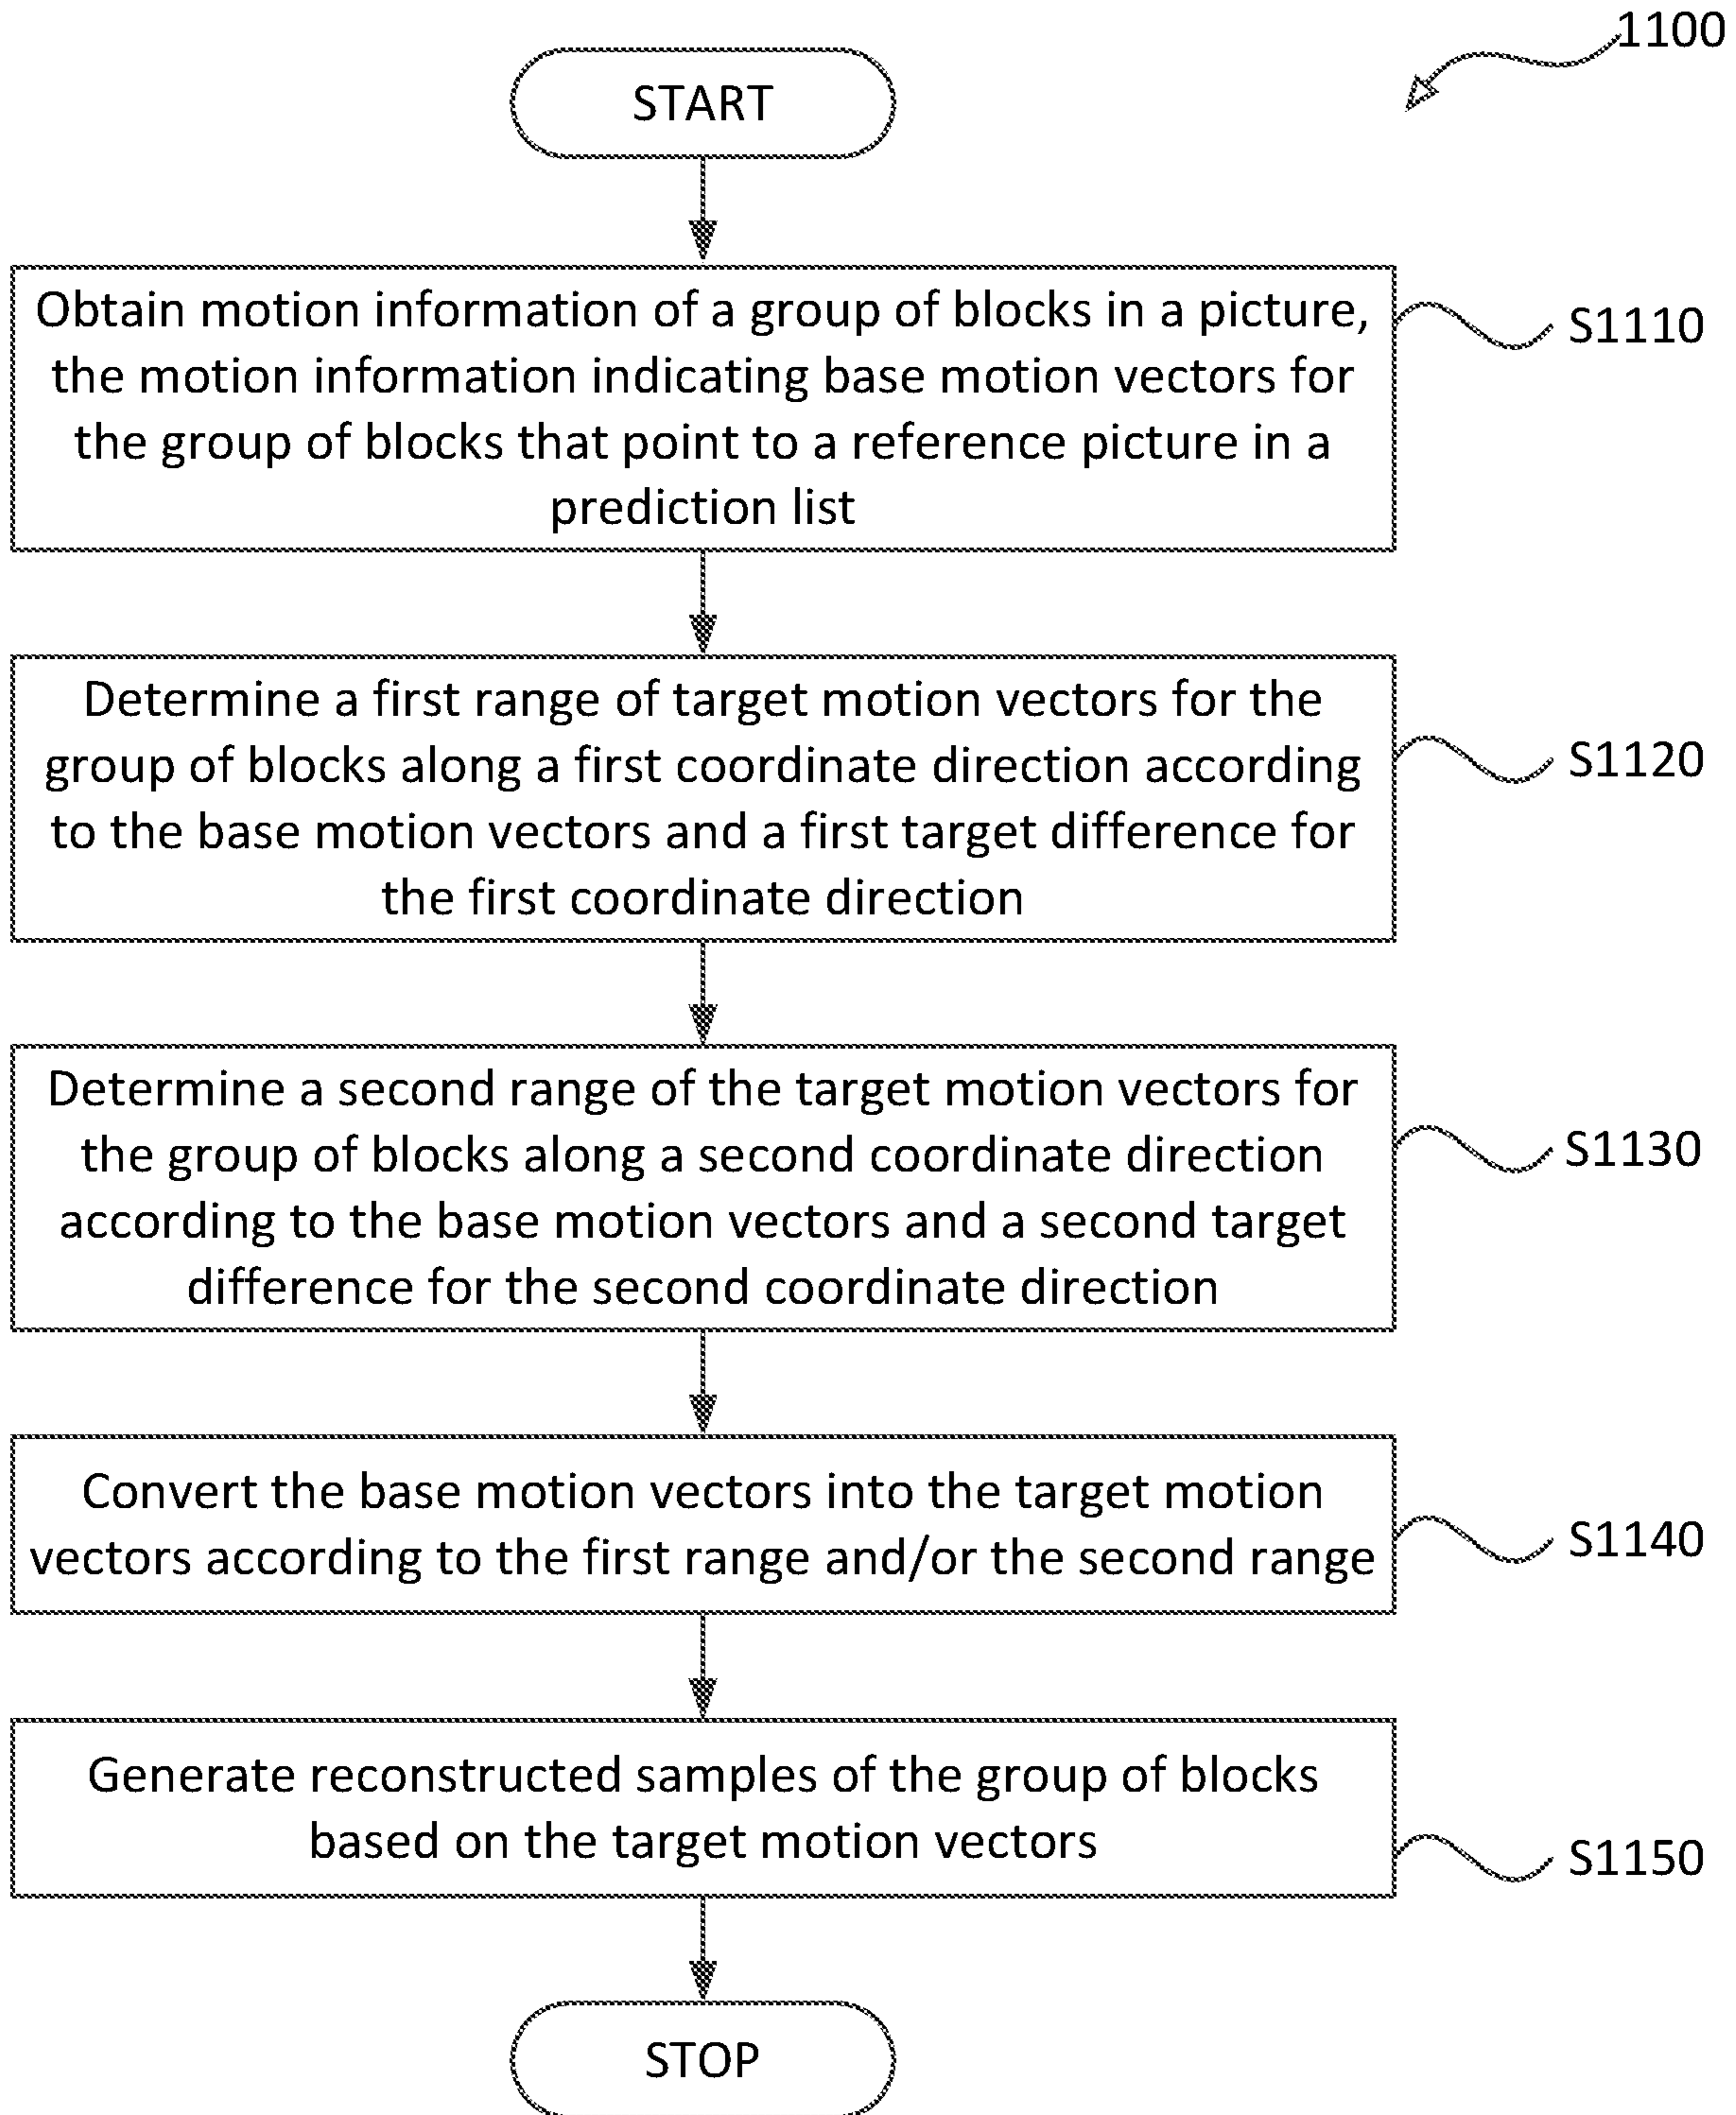 1100
START
Obtain motion information of a group of blocks in a picture,
the motion information indicating base motion vectors for
the group of blocks that point to a reference picture in a
prediction list
S1110
Determine a first range of target motion vectors for the
group of blocks along a first coordinate direction according
to the base motion vectors and a first target difference for
the first coordinate direction
S1120
Determine a second range of the target motion vectors for
the group of blocks along a second coordinate direction
according to the base motion vectors and a second target
difference for the second coordinate direction
S1130
Convert the base motion vectors into the target motion
vectors according to the first range and/or the second range
S1140
Generate reconstructed samples of the group of blocks
based on the target motion vectors
S1150
STOP